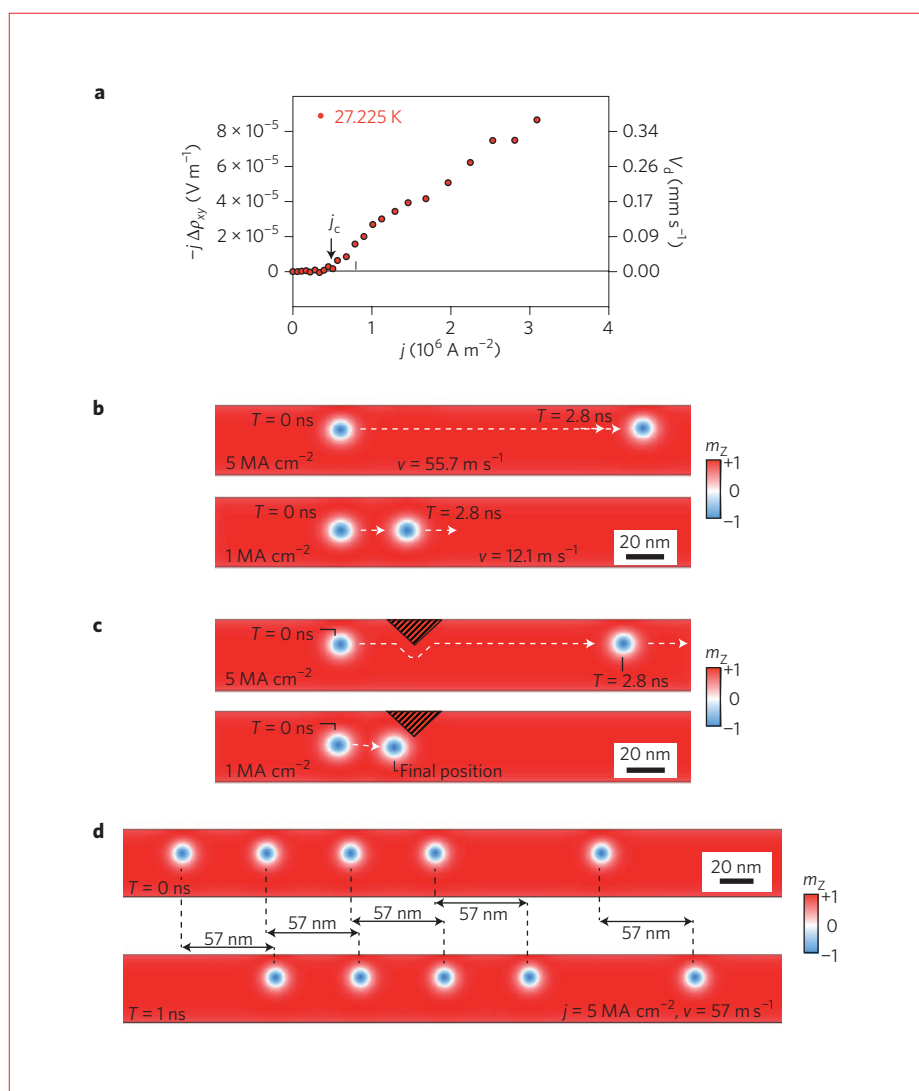 a
27.225 K
8 × 10⁻⁵
6 × 10⁻⁵
4 × 10⁻⁵
2 × 10⁻⁵
0
−j Δρxy (V m⁻¹)
jc
0.34
0.26
0.17
0.09
0.00
Vd (mm s⁻¹)
0 1 2 3 4
j (10⁶ A m⁻²)
b
T = 0 ns
T = 2.8 ns
5 MA cm⁻²
v = 55.7 m s⁻¹
T = 0 ns
T = 2.8 ns
1 MA cm⁻²
v = 12.1 m s⁻¹
20 nm
mZ
+1
0
−1
c
T = 0 ns
5 MA cm⁻²
T = 2.8 ns
T = 0 ns
1 MA cm⁻²
Final position
20 nm
mZ
+1
0
−1
d
T = 0 ns
20 nm
57 nm
57 nm
57 nm
57 nm
57 nm
T = 1 ns
j = 5 MA cm⁻², v = 57 m s⁻¹
mZ
+1
0
−1